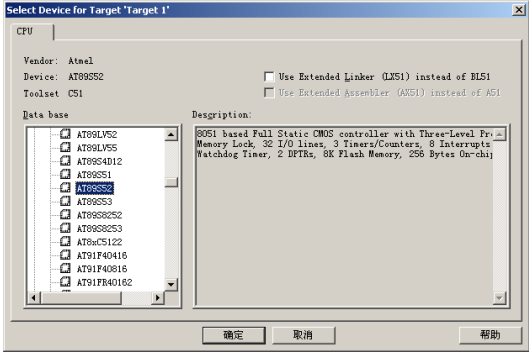 Select Device for Target 'Target 1'
CPU
Vendor: Atmel
Device: AT89S52
Toolset C51
Use Extended Linker (LX51) instead of BL51
Use Extended Assembler (AX51) instead of A51
Data base
Description:
AT89LV52
AT89LV55
AT89S4D12
AT89S51
AT89S52
AT89S53
AT89S8252
AT89S8253
AT8xC5122
AT91F40416
AT91F40816
AT91FR40162
8051 based Full Static CMOS controller with Three-Level Pr
Memory Lock, 32 I/O lines, 3 Timers/Counters, 8 Interrupts
Watchdog Timer, 2 DPTRs, 8K Flash Memory, 256 Bytes On-chip
确定
取消
帮助